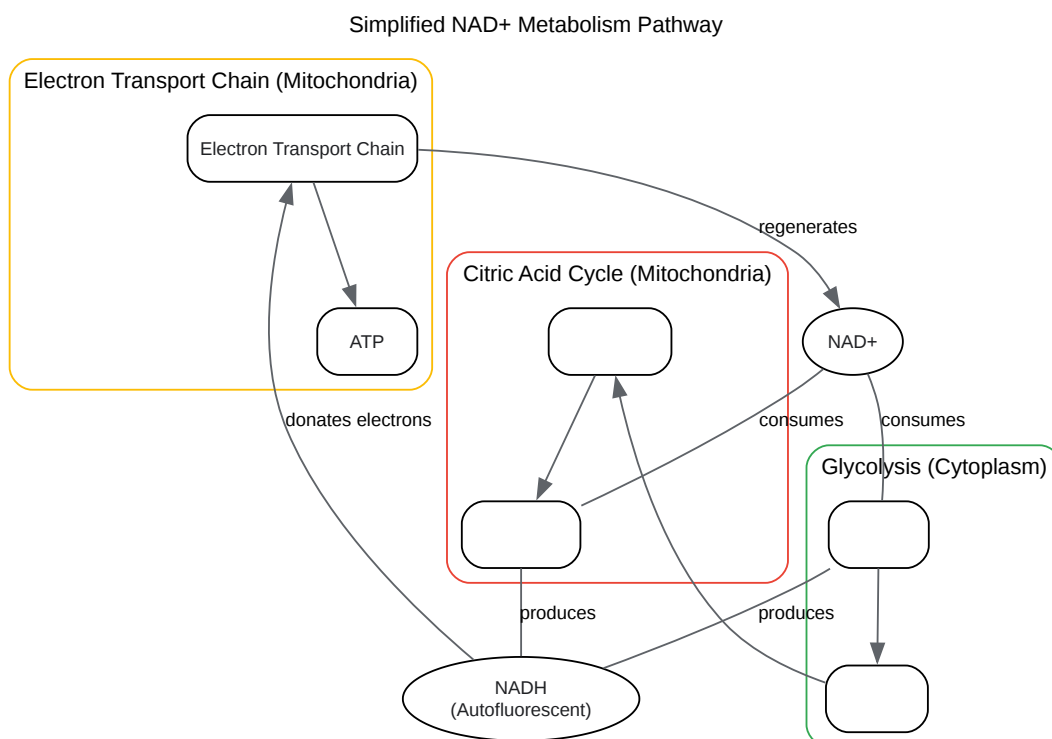 Simplified NAD+ Metabolism Pathway
Electron Transport Chain (Mitochondria)
Electron Transport Chain
regenerates
Citric Acid Cycle (Mitochondria)
ATP
NAD+
donates electrons
consumes
consumes
Glycolysis (Cytoplasm)
produces
produces
NADH
(Autofluorescent)